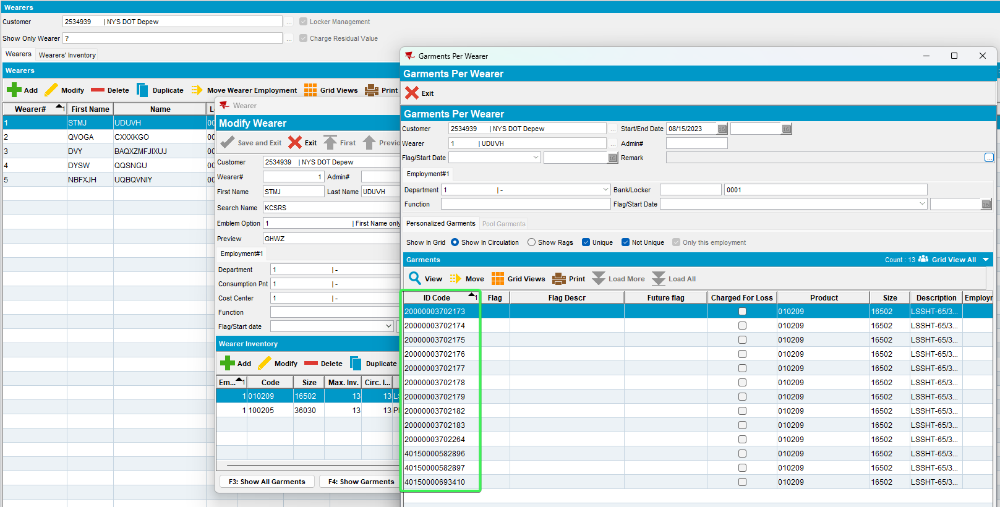 Wearers
Customer 2534939 | NYS DOT Depew ... Locker Management
Show Only Wearer ? ... Charge Residual Value
Wearers Wearers' Inventory
Wearers
Add Modify Delete Duplicate Move Wearer Employment Grid Views Print
Wearer# 1 First Name Name
1 STMJ UDUVH 00
2 QVOGA CXXXKGO 00
3 DVY BAQXZMFJIXUJ 00
4 DYSW QQSNGU 00
5 NBFXJH UQBQVNIY 00
Wearer
Modify Wearer
Save and Exit Exit First
Customer 2534939 | NYS DOT Depew
Wearer# 1 Admin#
First Name STMJ Last Name UDUVH
Search Name KCSRS
Emblem Option 1 | First Name only
Preview GHWZ
Employment#1
Department 1 | -
Consumption Pnt 1 | -
Cost Center 1 | -
Function
Flag/Start date
Wearer Inventory
Add Modify Delete Duplicate
Em... 1 Code Size Max. Inv. Circ. I...
1 010209 16502 13 13
1 100205 36030 13 13
F3: Show All Garments F4: Show Garments
Garments Per Wearer
Garments Per Wearer
Exit
Garments Per Wearer
Customer 2534939 | NYS DOT Depew ... Start/End Date 08/15/2023 16 16
Wearer 1 | UDUVH ... Admin#
Flag/Start Date 16 Remark ...
Employment#1
Department 1 | - Bank/Locker 0001
Function Flag/Start Date 16
Personalized Garments Pool Garments
Show In Grid Show In Circulation Show Rags Unique Not Unique Only this employment
Garments Count : 13 Grid View All
View Move Grid Views Print Load More Load All
ID Code 1 Flag Flag Descr Future flag Charged For Loss Product Size Description Employm
20000003702173 010209 16502 LSSHT-65/3...
20000003702174 010209 16502 LSSHT-65/3...
20000003702175 010209 16502 LSSHT-65/3...
20000003702176 010209 16502 LSSHT-65/3...
20000003702177 010209 16502 LSSHT-65/3...
20000003702178 010209 16502 LSSHT-65/3...
20000003702179 010209 16502 LSSHT-65/3...
20000003702182 010209 16502 LSSHT-65/3...
20000003702183 010209 16502 LSSHT-65/3...
20000003702264 010209 16502 LSSHT-65/3...
40150000582896 010209 16502 LSSHT-65/3...
40150000582897 010209 16502 LSSHT-65/3...
40150000693410 010209 16502 LSSHT-65/3...